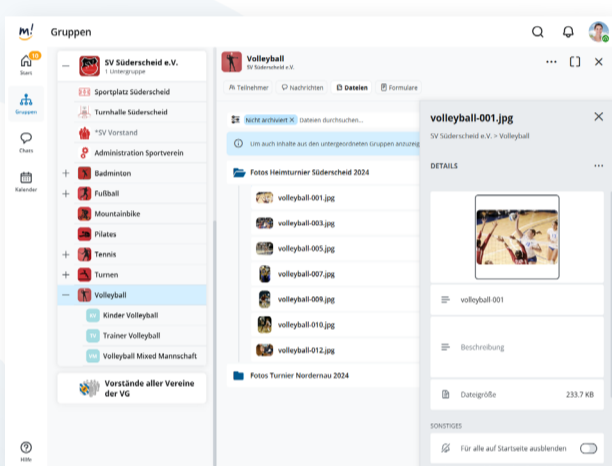 m!
Gruppen
10
Start
Gruppen
Chats
Kalender
Hilfe
SV Süderscheid e.V.
1 Untergruppe
Sportplatz Süderscheid
Turnhalle Süderscheid
*SV Vorstand
Administration Sportverein
Badminton
Fußball
Mountainbike
Pilates
Tennis
Turnen
Volleyball
Kinder Volleyball
Trainer Volleyball
Volleyball Mixed Mannschaft
Vorstände aller Vereine
der VG
Volleyball
SV Süderscheid e.V.
Teilnehmer Nachrichten Dateien Formulare
Nicht archiviert X Dateien durchsuchen...
Um auch Inhalte aus den untergeordneten Gruppen anzuzeig
Fotos Heimturnier Süderscheid 2024
volleyball-001.jpg
volleyball-003.jpg
volleyball-005.jpg
volleyball-007.jpg
volleyball-009.jpg
volleyball-010.jpg
volleyball-012.jpg
Fotos Turnier Nordernau 2024
volleyball-001.jpg
SV Süderscheid e.V. > Volleyball
DETAILS
volleyball-001
Beschreibung
Dateigröße 233.7 KB
SONSTIGES
Für alle auf Startseite ausblenden